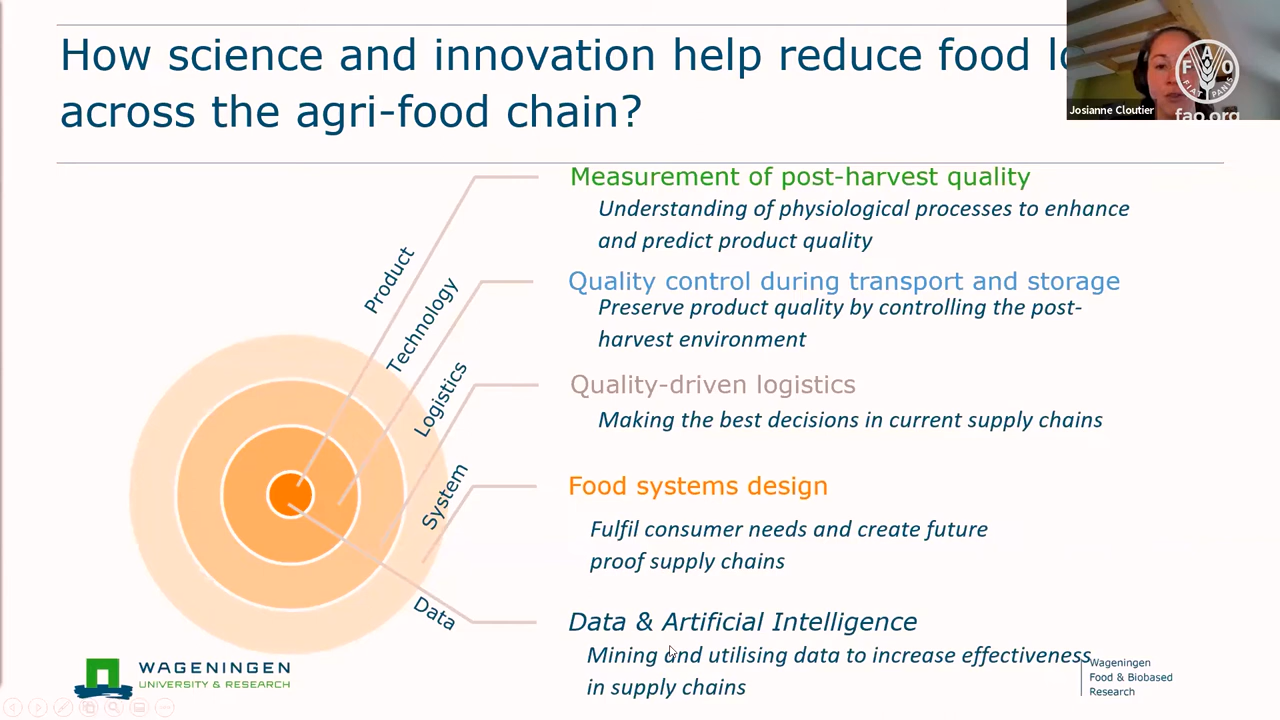 How science and innovation help reduce food
across the agri-food chain?
Josianne Cloutier
F A O
FIAT PANIS
fao.org
Measurement of post-harvest quality
Understanding of physiological processes to enhance
and predict product quality
Product
Quality control during transport and storage
Preserve product quality by controlling the post-
harvest environment
Technology
Quality-driven logistics
Making the best decisions in current supply chains
Logistics
Food systems design
Fulfil consumer needs and create future
proof supply chains
System
Data & Artificial Intelligence
Mining and utilising data to increase effectiveness
in supply chains
Data
WAGENINGEN
UNIVERSITY & RESEARCH
Wageningen
Food & Biobased
Research